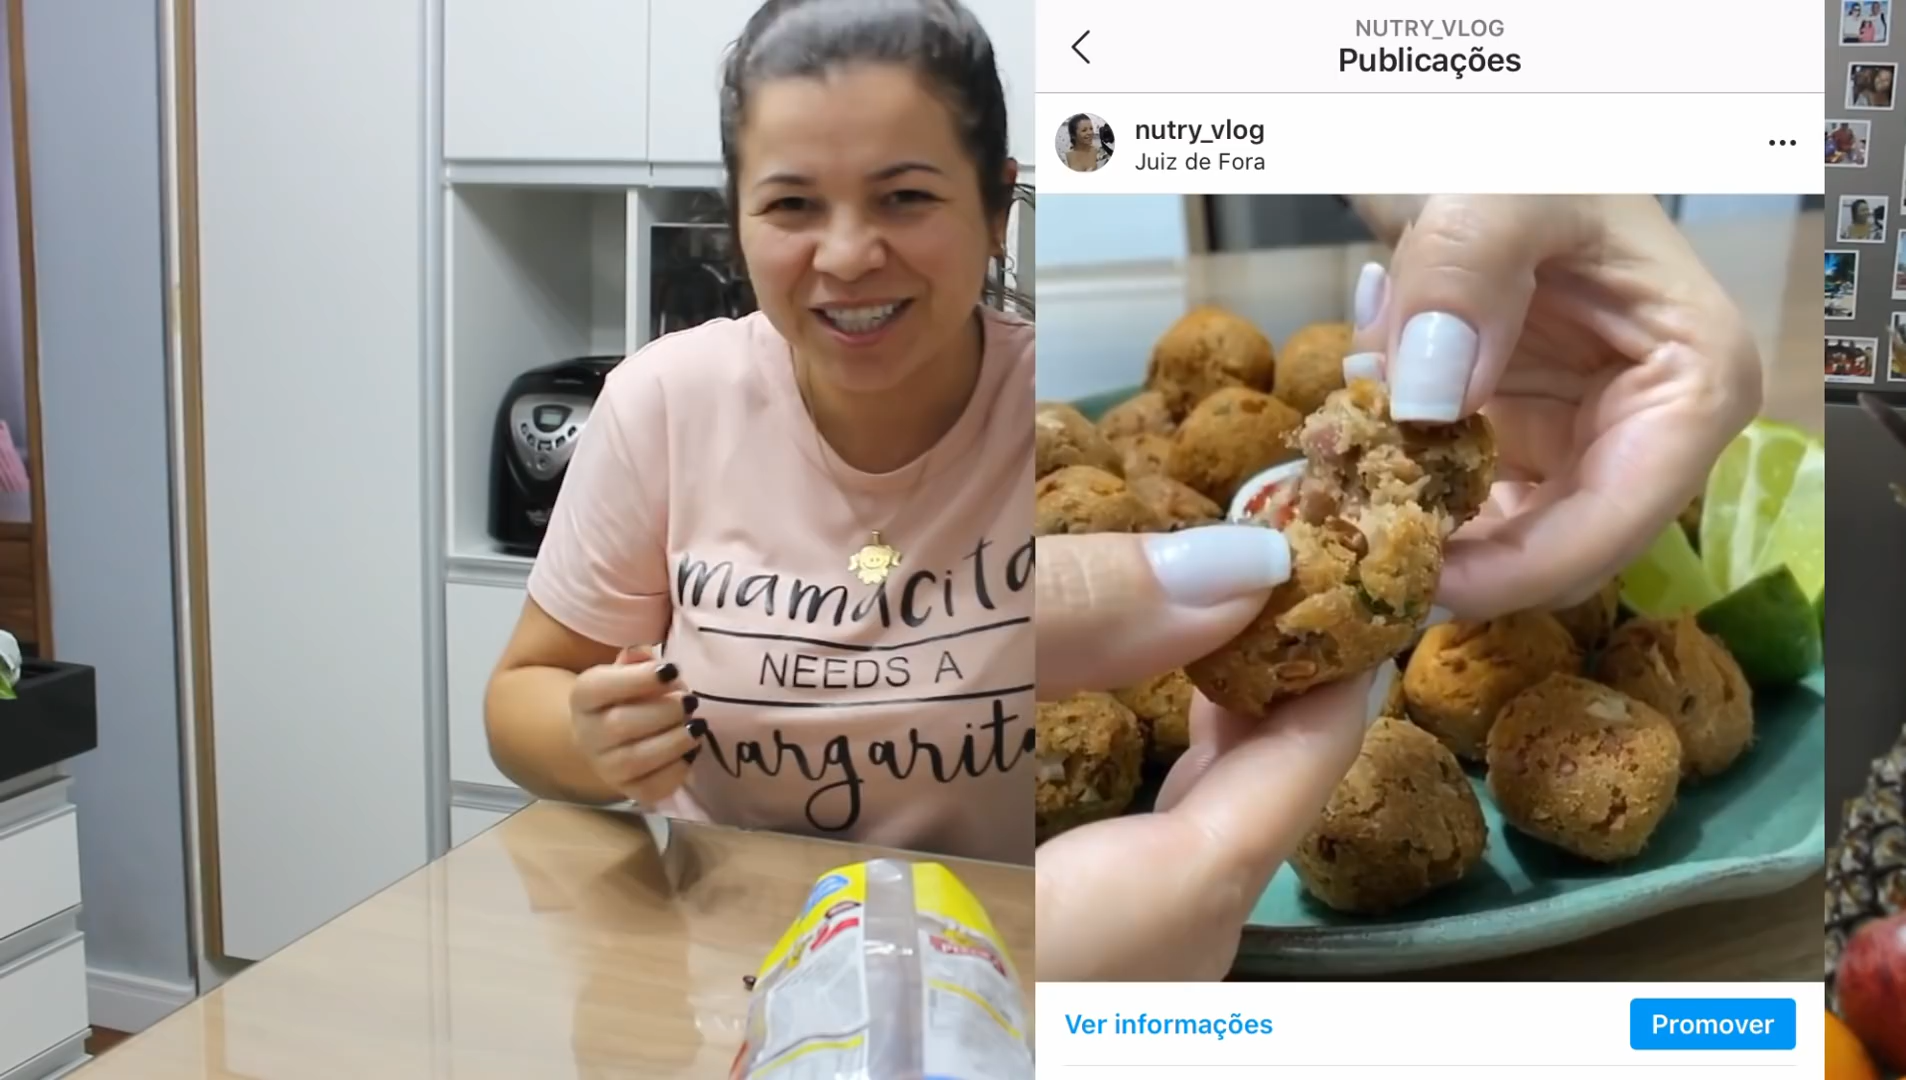 mamacita
NEEDS A
margarita
NUTRY_VLOG
Publicações
nutry_vlog
Juiz de Fora
Ver informações
Promover